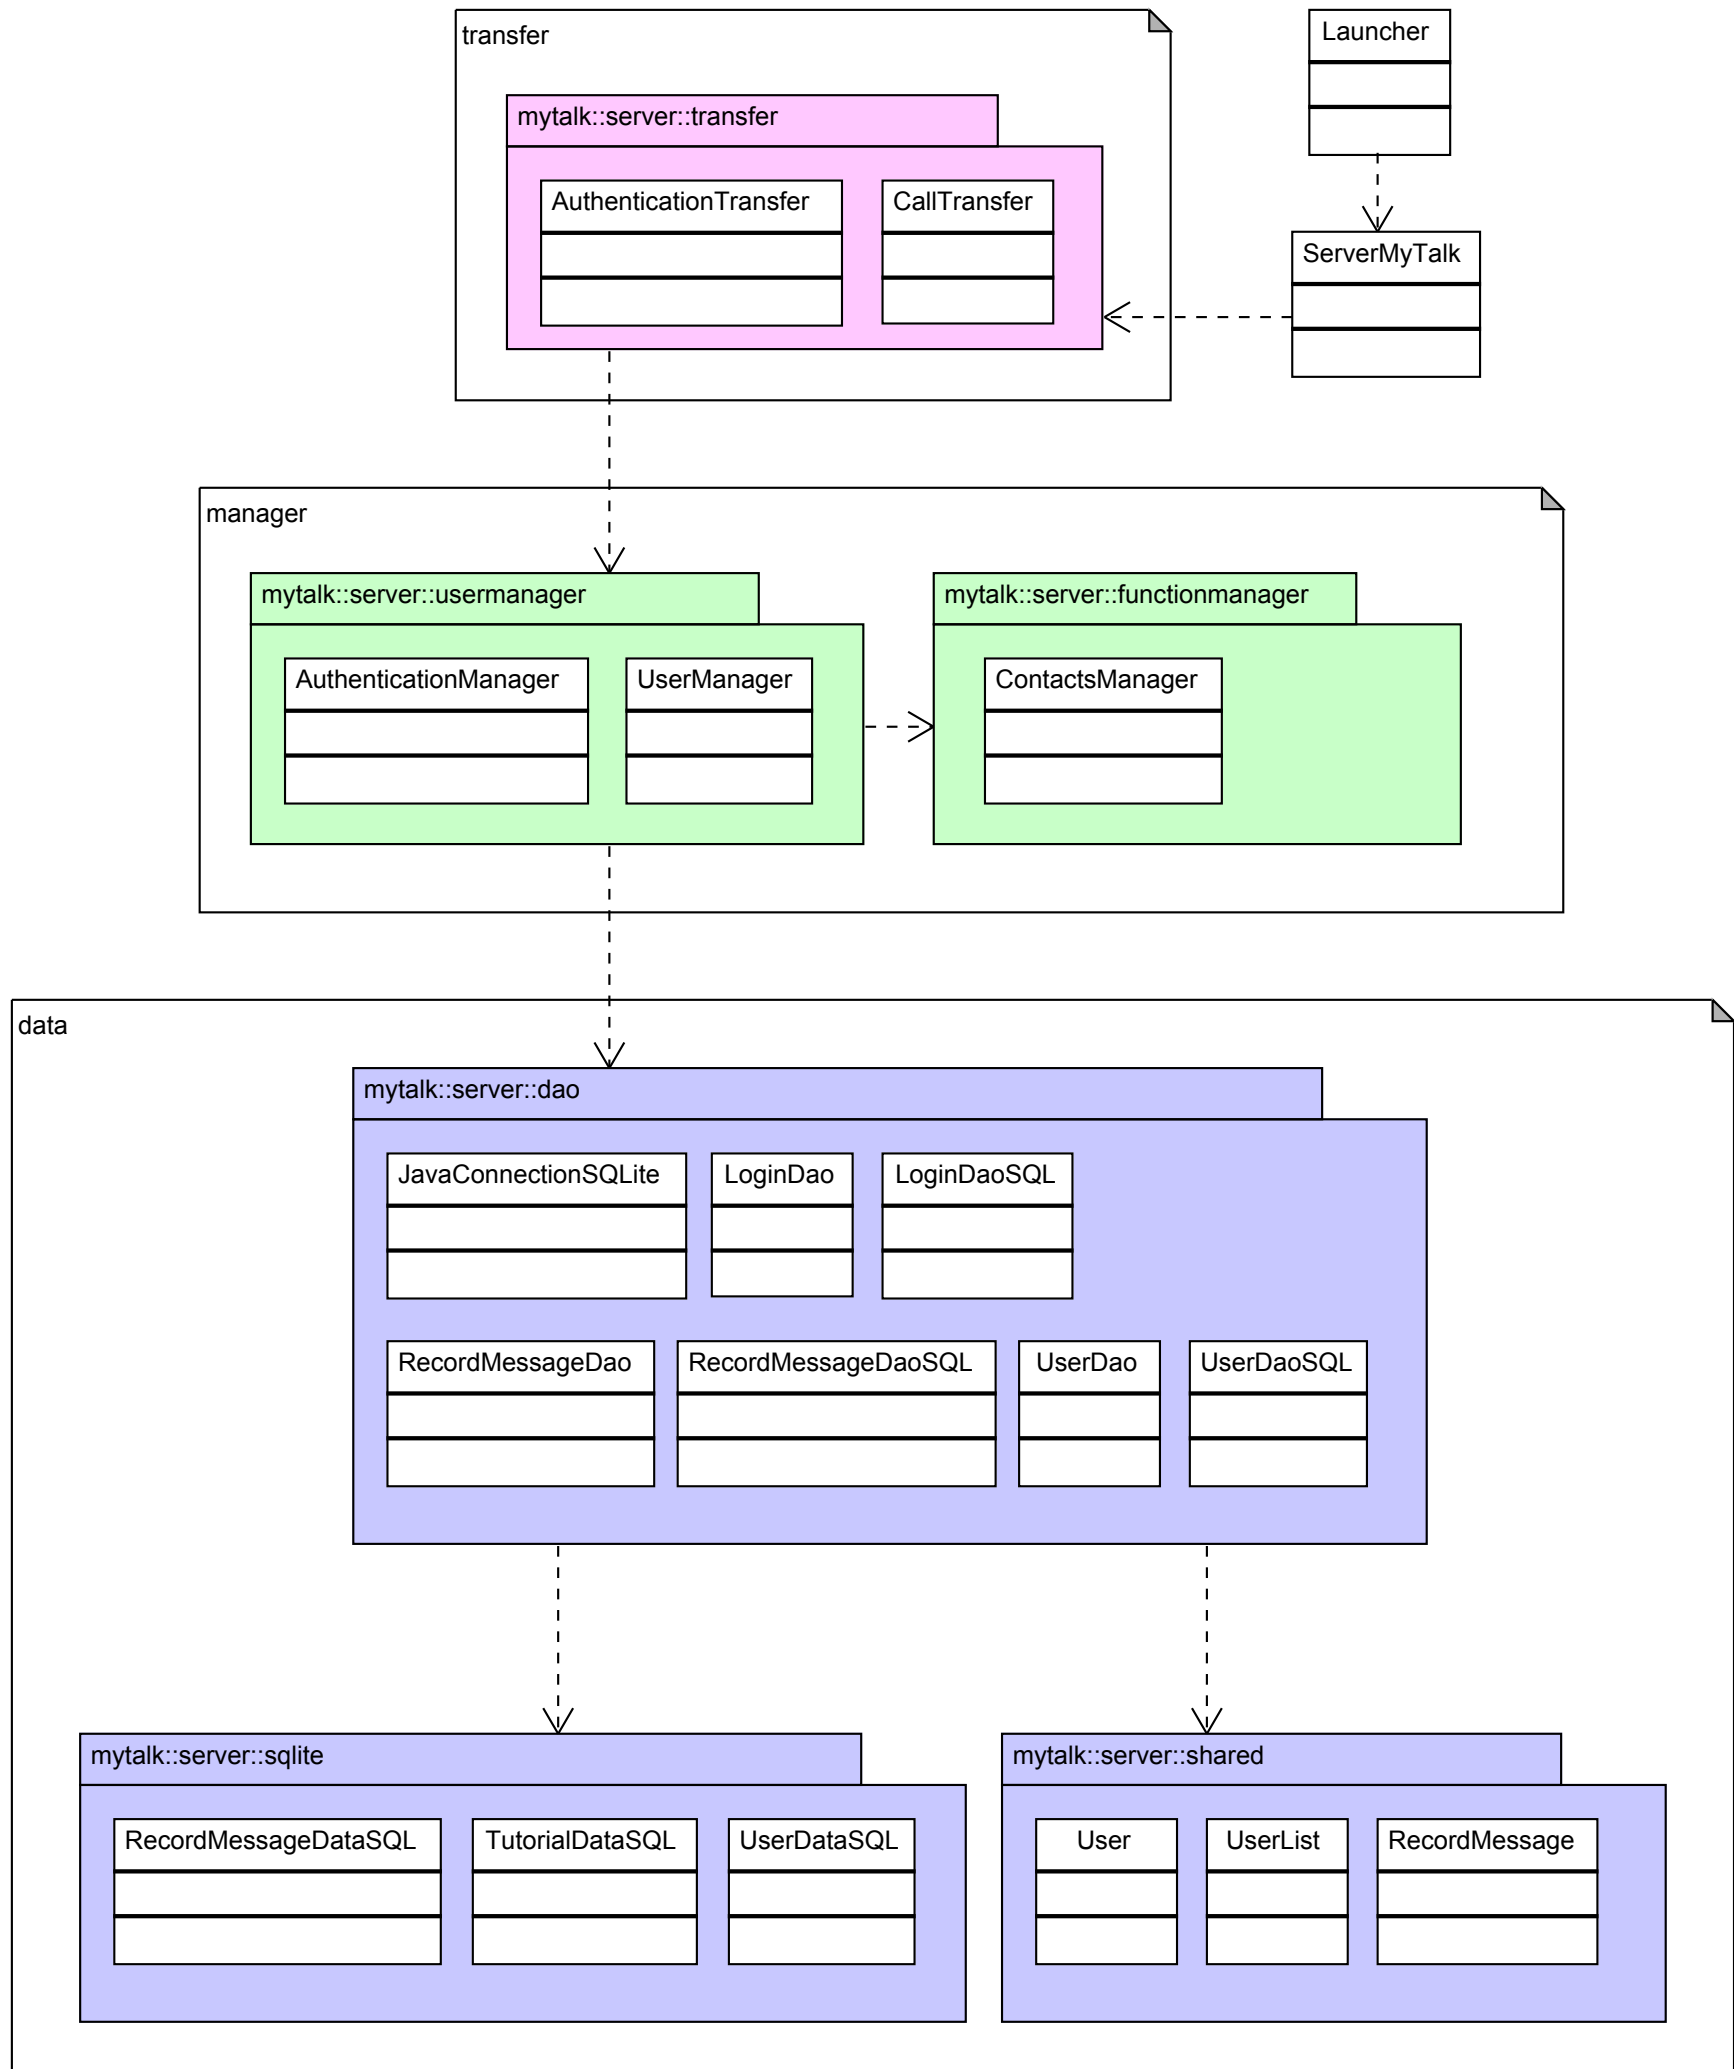 transfer
Launcher
mytalk::server::transfer
AuthenticationTransfer
CallTransfer
ServerMyTalk
manager
mytalk::server::usermanager
mytalk::server::functionmanager
AuthenticationManager
UserManager
ContactsManager
data
mytalk::server::dao
JavaConnectionSQLite
LoginDao
LoginDaoSQL
RecordMessageDao
RecordMessageDaoSQL
UserDao
UserDaoSQL
mytalk::server::sqlite
mytalk::server::shared
RecordMessageDataSQL
TutorialDataSQL
UserDataSQL
User
UserList
RecordMessage